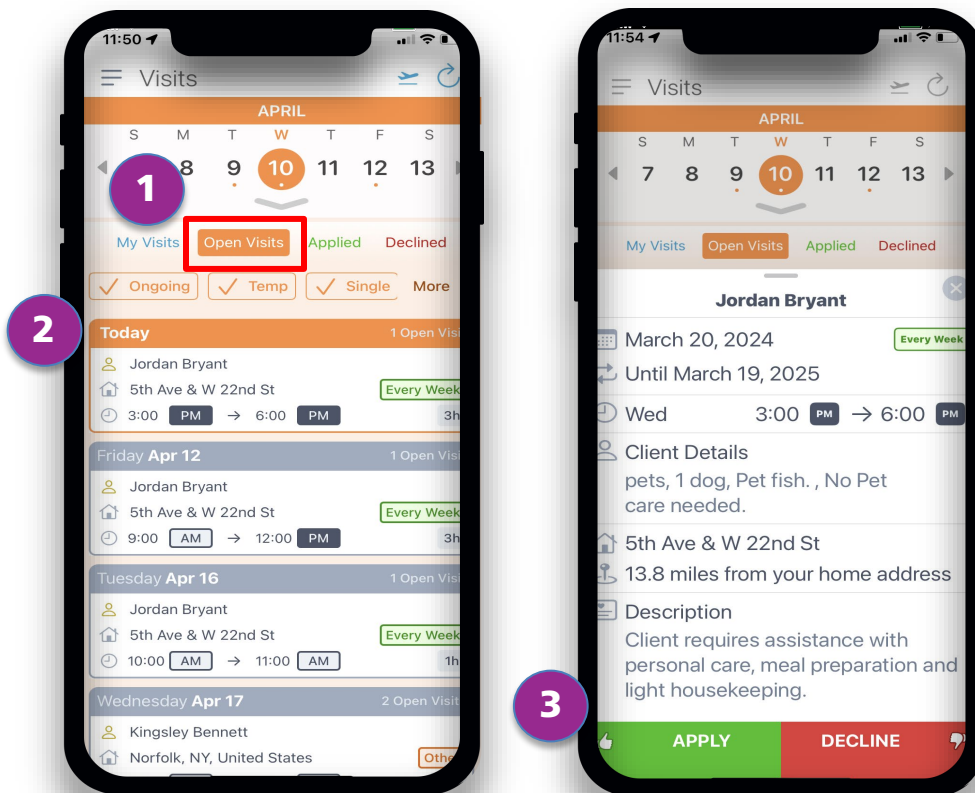 11:50
Visits
APRIL
S M T W T F S
8 9 10 11 12 13
1
My Visits Open Visits Applied Declined
Ongoing Temp Single More
2
Today 1 Open
Jordan Bryant
5th Ave & W 22nd St Every Week
3:00 PM → 6:00 PM 3h
Friday Apr 12 1 Open
Jordan Bryant
5th Ave & W 22nd St Every Week
9:00 AM → 12:00 PM 3h
Tuesday Apr 16 1 Open
Jordan Bryant
5th Ave & W 22nd St Every Week
10:00 AM → 11:00 AM 1h
Wednesday Apr 17 2 Open Visit
Kingsley Bennett
Norfolk, NY, United States
11:54
Visits
APRIL
S M T W T F S
7 8 9 10 11 12 13
My Visits Open Visits Applied Declined
Jordan Bryant
March 20, 2024 Every Week
Until March 19, 2025
Wed 3:00 PM → 6:00 PM
Client Details
pets, 1 dog, Pet fish. , No Pet
care needed.
5th Ave & W 22nd St
13.8 miles from your home address
Description
Client requires assistance with
personal care, meal preparation and
light housekeeping.
3
APPLY DECLINE